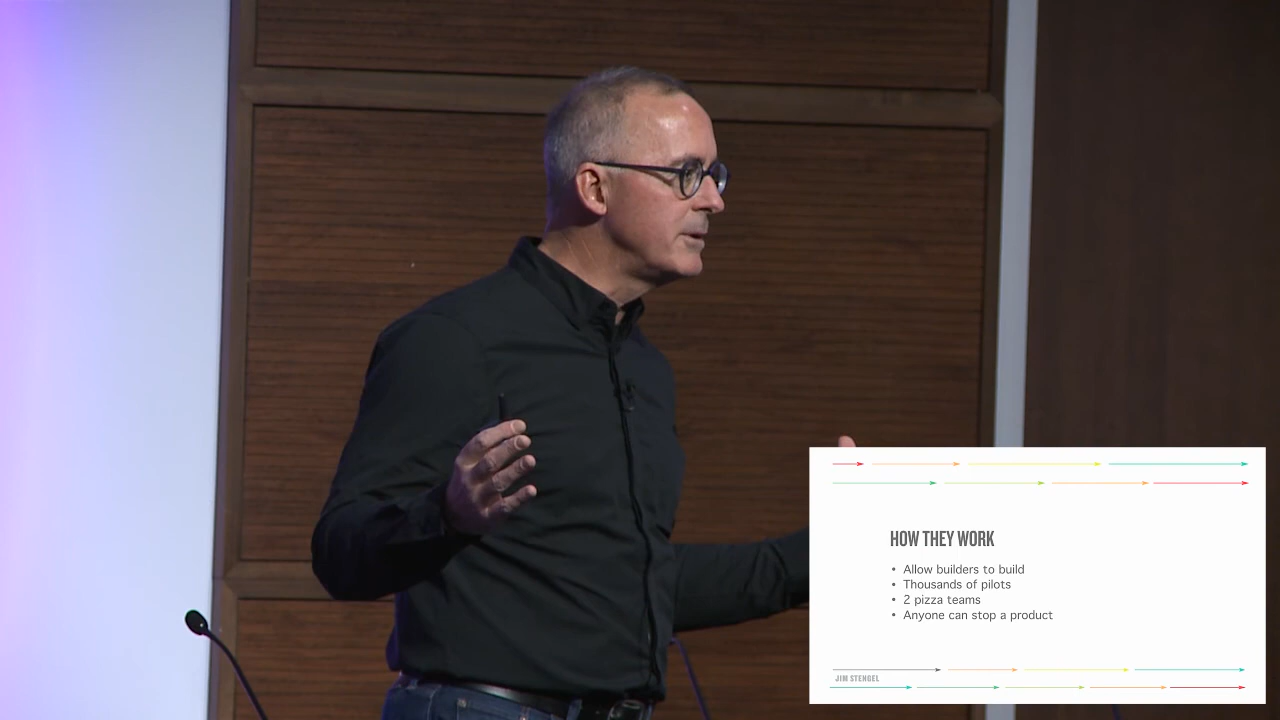 HOW THEY WORK
• Allow builders to build
• Thousands of pilots
• 2 pizza teams
• Anyone can stop a product
JIM STENGEL